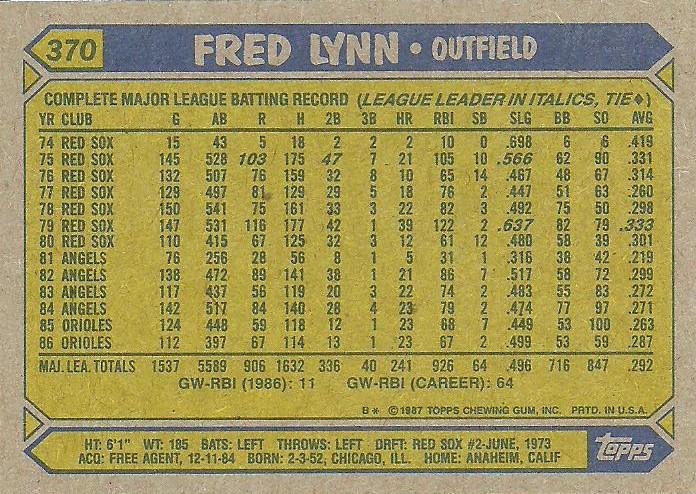 370 FRED LYNN • OUTFIELD
COMPLETE MAJOR LEAGUE BATTING RECORD (LEAGUE LEADER IN ITALICS, TIE♦)
YR CLUB G AB R H 2B 3B HR RBI SB SLG BB SO AVG
74 RED SOX 15 43 5 18 2 2 2 10 0 .698 6 6 .419
75 RED SOX 145 528 103 175 47 7 21 105 10 .566 62 90 .331
76 RED SOX 132 507 76 159 32 8 10 65 14 .467 48 67 .314
77 RED SOX 129 497 81 129 29 5 18 76 2 .447 51 63 .260
78 RED SOX 150 541 75 161 33 3 22 82 3 .492 75 50 .298
79 RED SOX 147 531 116 177 42 1 39 122 2 .637 82 79 .333
80 RED SOX 110 415 67 125 32 3 12 61 12 .480 58 39 .301
81 ANGELS 76 256 28 56 8 1 5 31 1 .316 38 42 .219
82 ANGELS 138 472 89 141 38 1 21 86 7 .517 58 72 .299
83 ANGELS 117 437 56 119 20 3 22 74 2 .483 55 83 .272
84 ANGELS 142 517 84 140 28 4 23 79 2 .474 77 97 .271
85 ORIOLES 124 448 59 118 12 1 23 68 7 .449 53 100 .263
86 ORIOLES 112 397 67 114 13 1 23 67 2 .499 53 59 .287
MAJ. LEA. TOTALS 1537 5589 906 1632 336 40 241 926 64 .496 716 847 .292
GW-RBI (1986): 11 GW-RBI (CAREER): 64
B* ©1987 TOPPS CHEWING GUM, INC. PRTD. IN U.S.A.
HT: 6'1" WT: 185 BATS: LEFT THROWS: LEFT DRFT: RED SOX #2-JUNE, 1973
ACQ: FREE AGENT, 12-11-84 BORN: 2-3-52, CHICAGO, ILL. HOME: ANAHEIM, CALIF
topps